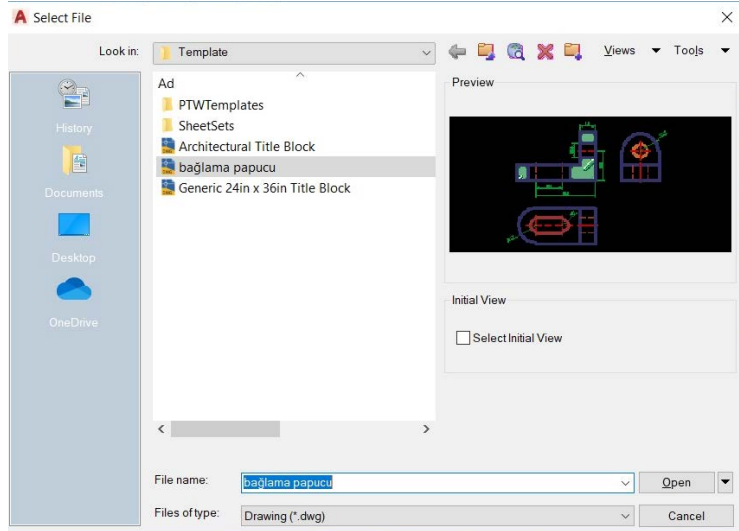 Select File
Look in:
Template
Views
Tools
Ad
PTWTemplates
SheetSets
Architectural Title Block
bağlama papucu
Generic 24in x 36in Title Block
History
Documents
Desktop
OneDrive
Preview
Initial View
Select Initial View
File name:
bağlama papucu
Open
Files of type:
Drawing (*.dwg)
Cancel